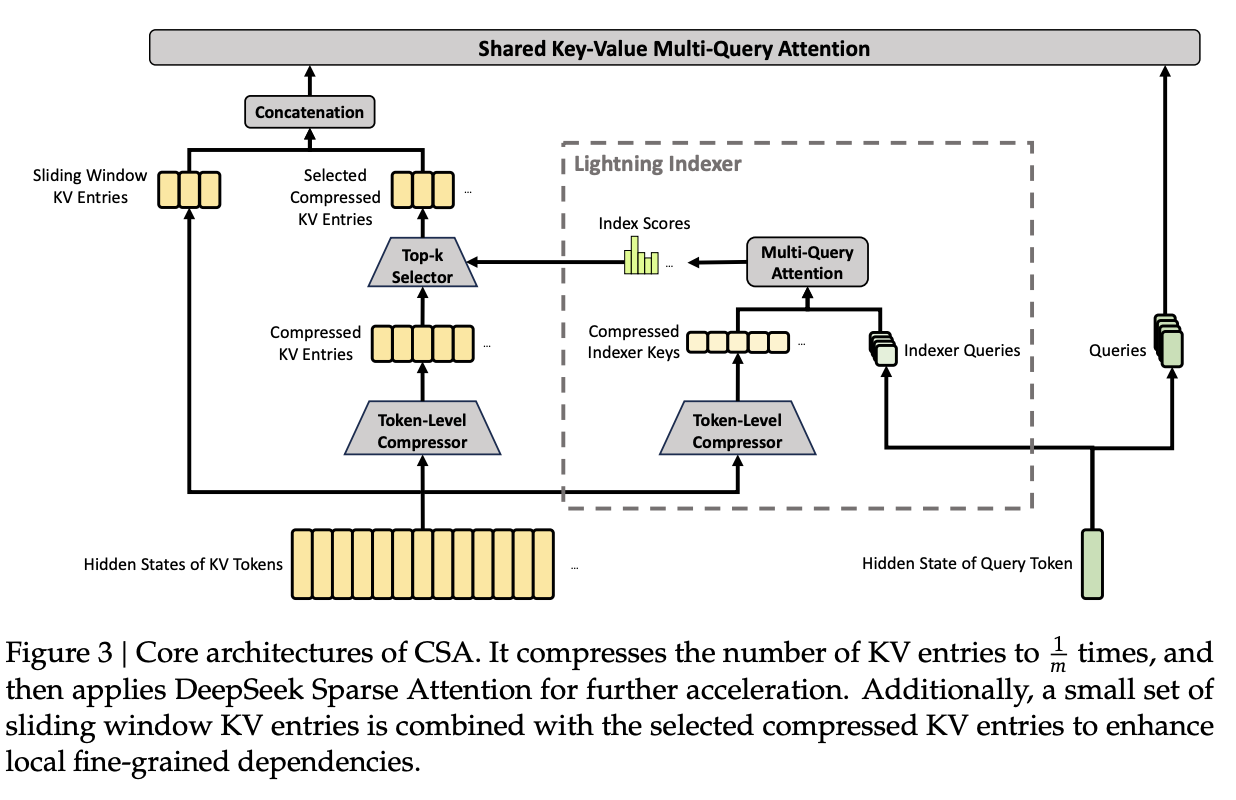 Shared Key-Value Multi-Query Attention
Concatenation
Sliding Window
KV Entries
Selected
Compressed
KV Entries
...
Lightning Indexer
Index Scores
...
Multi-Query
Attention
Top-k
Selector
Compressed
KV Entries
...
Compressed
Indexer Keys
...
Indexer Queries
Queries
Token-Level
Compressor
Token-Level
Compressor
Hidden States of KV Tokens
...
Hidden State of Query Token
Figure 3 | Core architectures of CSA. It compresses the number of KV entries to 1/m times, and
then applies DeepSeek Sparse Attention for further acceleration. Additionally, a small set of
sliding window KV entries is combined with the selected compressed KV entries to enhance
local fine-grained dependencies.